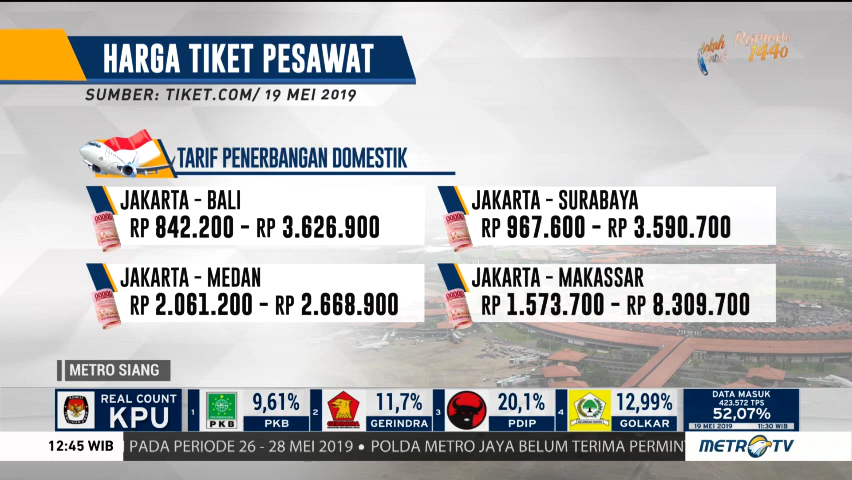 HARGA TIKET PESAWAT
SUMBER: TIKET.COM/ 19 MEI 2019
1440
TARIF PENERBANGAN DOMESTIK
JAKARTA - BALI
RP 842.200 - RP 3.626.900
JAKARTA - SURABAYA
RP 967.600 - RP 3.590.700
JAKARTA - MEDAN
RP 2.061.200 - RP 2.668.900
JAKARTA - MAKASSAR
RP 1.573.700 - RP 8.309.700
METRO SIANG
REAL COUNT
KPU
1 PKB 9,61% PKB
2 GERINDRA 11,7% GERINDRA
3 20,1% PDIP
4 12,99% GOLKAR
DATA MASUK
423.572 TPS
52,07%
19 MEI 2019 11:30 WIB
12:45 WIB
PADA PERIODE 26 - 28 MEI 2019 • POLDA METRO JAYA BELUM TERIMA PERMINT
METRO TV